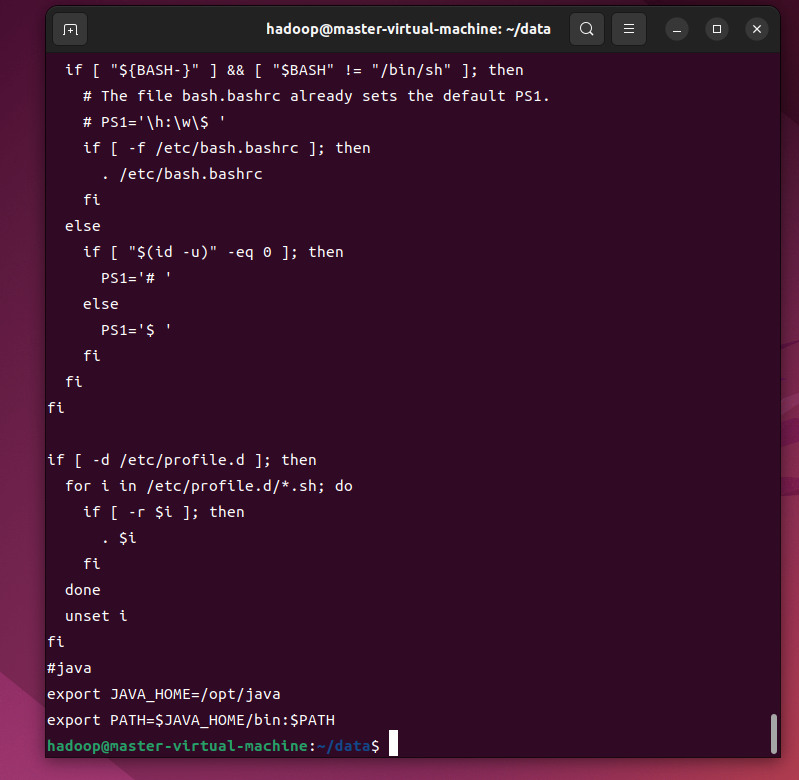 hadoop@master-virtual-machine: ~/data
if [ "${BASH-}" ] && [ "$BASH" != "/bin/sh" ]; then
# The file bash.bashrc already sets the default PS1.
# PS1='\h:\w\$ '
if [ -f /etc/bash.bashrc ]; then
. /etc/bash.bashrc
fi
else
if [ "$(id -u)" -eq 0 ]; then
PS1='# '
else
PS1='$ '
fi
fi
fi
if [ -d /etc/profile.d ]; then
for i in /etc/profile.d/*.sh; do
if [ -r $i ]; then
. $i
fi
done
unset i
fi
#java
export JAVA_HOME=/opt/java
export PATH=$JAVA_HOME/bin:$PATH
hadoop@master-virtual-machine:~/data$